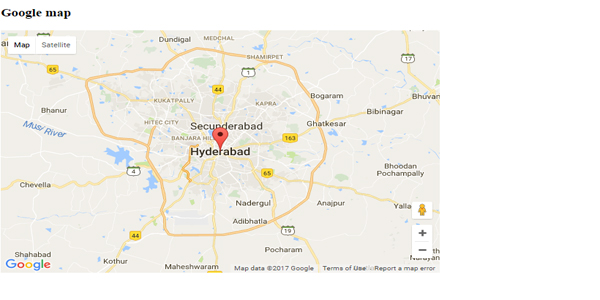 Google map
Map Satellite
Dundigal
MEDCHAL
SHAMIRPET
17
65
1
44
KUKATPALLY
KAPRA
Bogaram
Bhuvan
Bhanur
HITEC CITY
Secunderabad
Ghatkesar
Bibinagar
Musi River
BANJARA HI
163
Hyderabad
4
65
Bhoodan
Pochampally
Chevella
Nadergul
Anajpur
Yalla
Adibhatla
19
44
Pocharam
Shahabad
Kothur
Maheshwaram
+
−
Narayan
Google
Map data ©2017 Google Terms of Use Report a map error